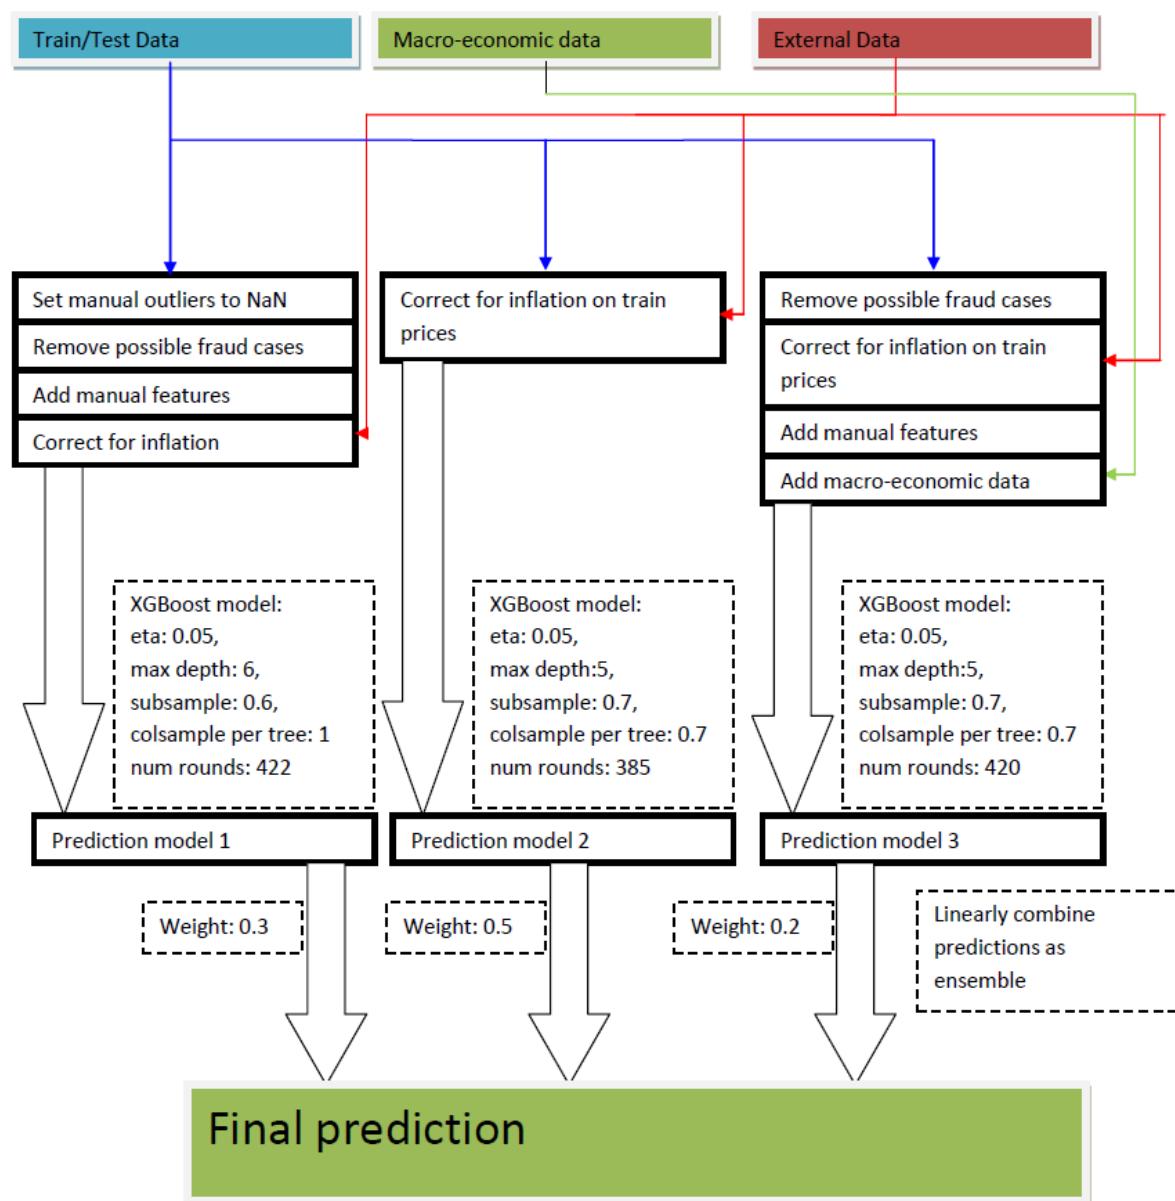 Train/Test Data
Macro-economic data
External Data
Set manual outliers to NaN
Remove possible fraud cases
Add manual features
Correct for inflation
Correct for inflation on train
prices
Remove possible fraud cases
Correct for inflation on train
prices
Add manual features
Add macro-economic data
XGBoost model:
eta: 0.05,
max depth: 6,
subsample: 0.6,
colsample per tree: 1
num rounds: 422
XGBoost model:
eta: 0.05,
max depth:5,
subsample: 0.7,
colsample per tree: 0.7
num rounds: 385
XGBoost model:
eta: 0.05,
max depth:5,
subsample: 0.7,
colsample per tree: 0.7
num rounds: 420
Prediction model 1
Prediction model 2
Prediction model 3
Weight: 0.3
Weight: 0.5
Weight: 0.2
Linearly combine
predictions as
ensemble
Final prediction